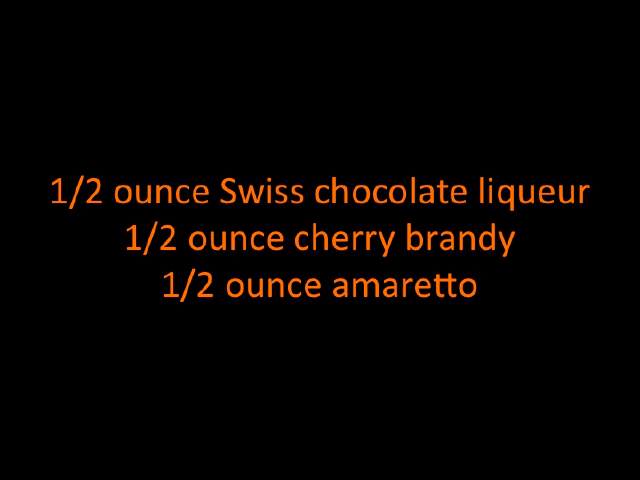 1/2 ounce Swiss chocolate liqueur
1/2 ounce cherry brandy
1/2 ounce amaretto